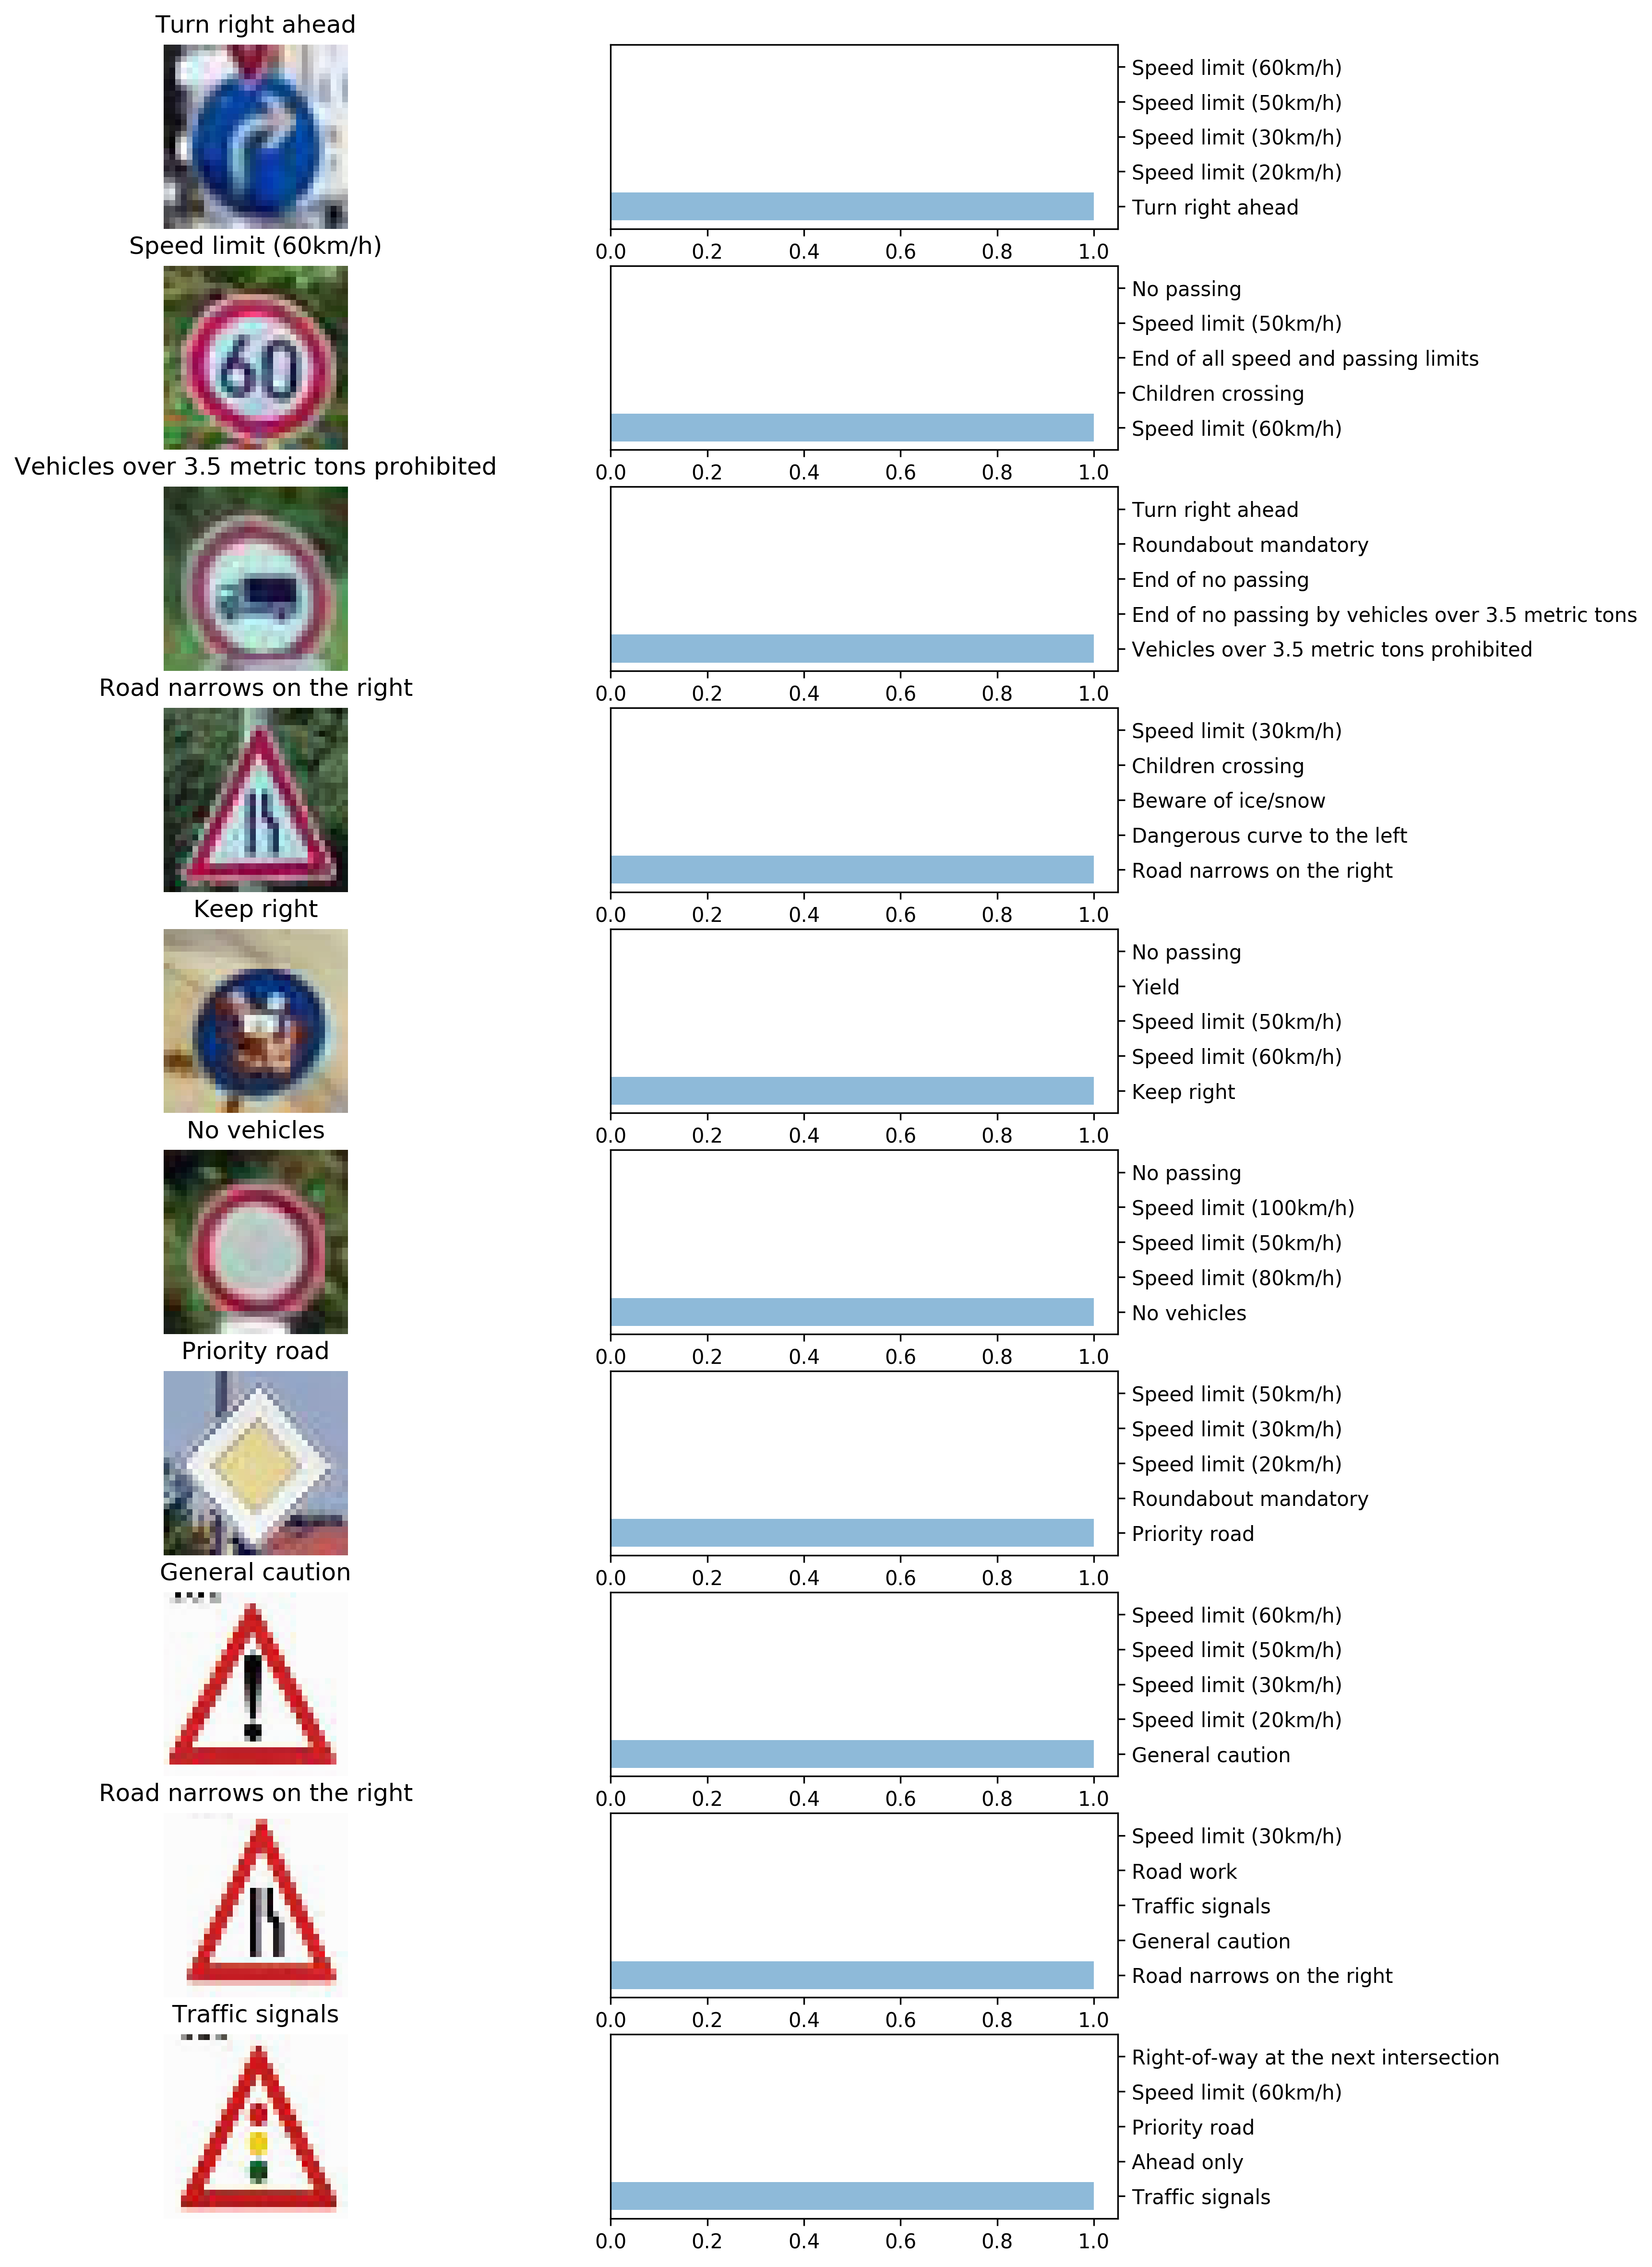 Turn right ahead
Speed limit (60km/h)
Speed limit (50km/h)
Speed limit (30km/h)
Speed limit (20km/h)
Turn right ahead
0.0 0.2 0.4 0.6 0.8 1.0
Speed limit (60km/h)
60
No passing
Speed limit (50km/h)
End of all speed and passing limits
Children crossing
Speed limit (60km/h)
0.0 0.2 0.4 0.6 0.8 1.0
Vehicles over 3.5 metric tons prohibited
Turn right ahead
Roundabout mandatory
End of no passing
End of no passing by vehicles over 3.5 metric tons
Vehicles over 3.5 metric tons prohibited
0.0 0.2 0.4 0.6 0.8 1.0
Road narrows on the right
Speed limit (30km/h)
Children crossing
Beware of ice/snow
Dangerous curve to the left
Road narrows on the right
0.0 0.2 0.4 0.6 0.8 1.0
Keep right
No passing
Yield
Speed limit (50km/h)
Speed limit (60km/h)
Keep right
0.0 0.2 0.4 0.6 0.8 1.0
No vehicles
No passing
Speed limit (100km/h)
Speed limit (50km/h)
Speed limit (80km/h)
No vehicles
0.0 0.2 0.4 0.6 0.8 1.0
Priority road
Speed limit (50km/h)
Speed limit (30km/h)
Speed limit (20km/h)
Roundabout mandatory
Priority road
0.0 0.2 0.4 0.6 0.8 1.0
General caution
Speed limit (60km/h)
Speed limit (50km/h)
Speed limit (30km/h)
Speed limit (20km/h)
General caution
0.0 0.2 0.4 0.6 0.8 1.0
Road narrows on the right
Speed limit (30km/h)
Road work
Traffic signals
General caution
Road narrows on the right
0.0 0.2 0.4 0.6 0.8 1.0
Traffic signals
Right-of-way at the next intersection
Speed limit (60km/h)
Priority road
Ahead only
Traffic signals
0.0 0.2 0.4 0.6 0.8 1.0